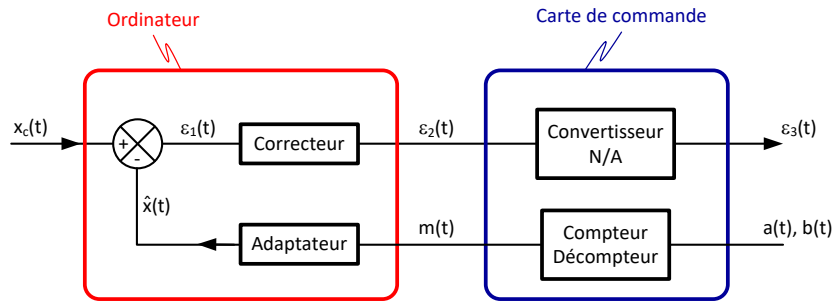 Ordinateur
Carte de commande
x_c(t)
+
-
ε₁(t)
Correcteur
ε₂(t)
Convertisseur
N/A
ε₃(t)
x̂(t)
Adaptateur
m(t)
Compteur
Décompteur
a(t), b(t)